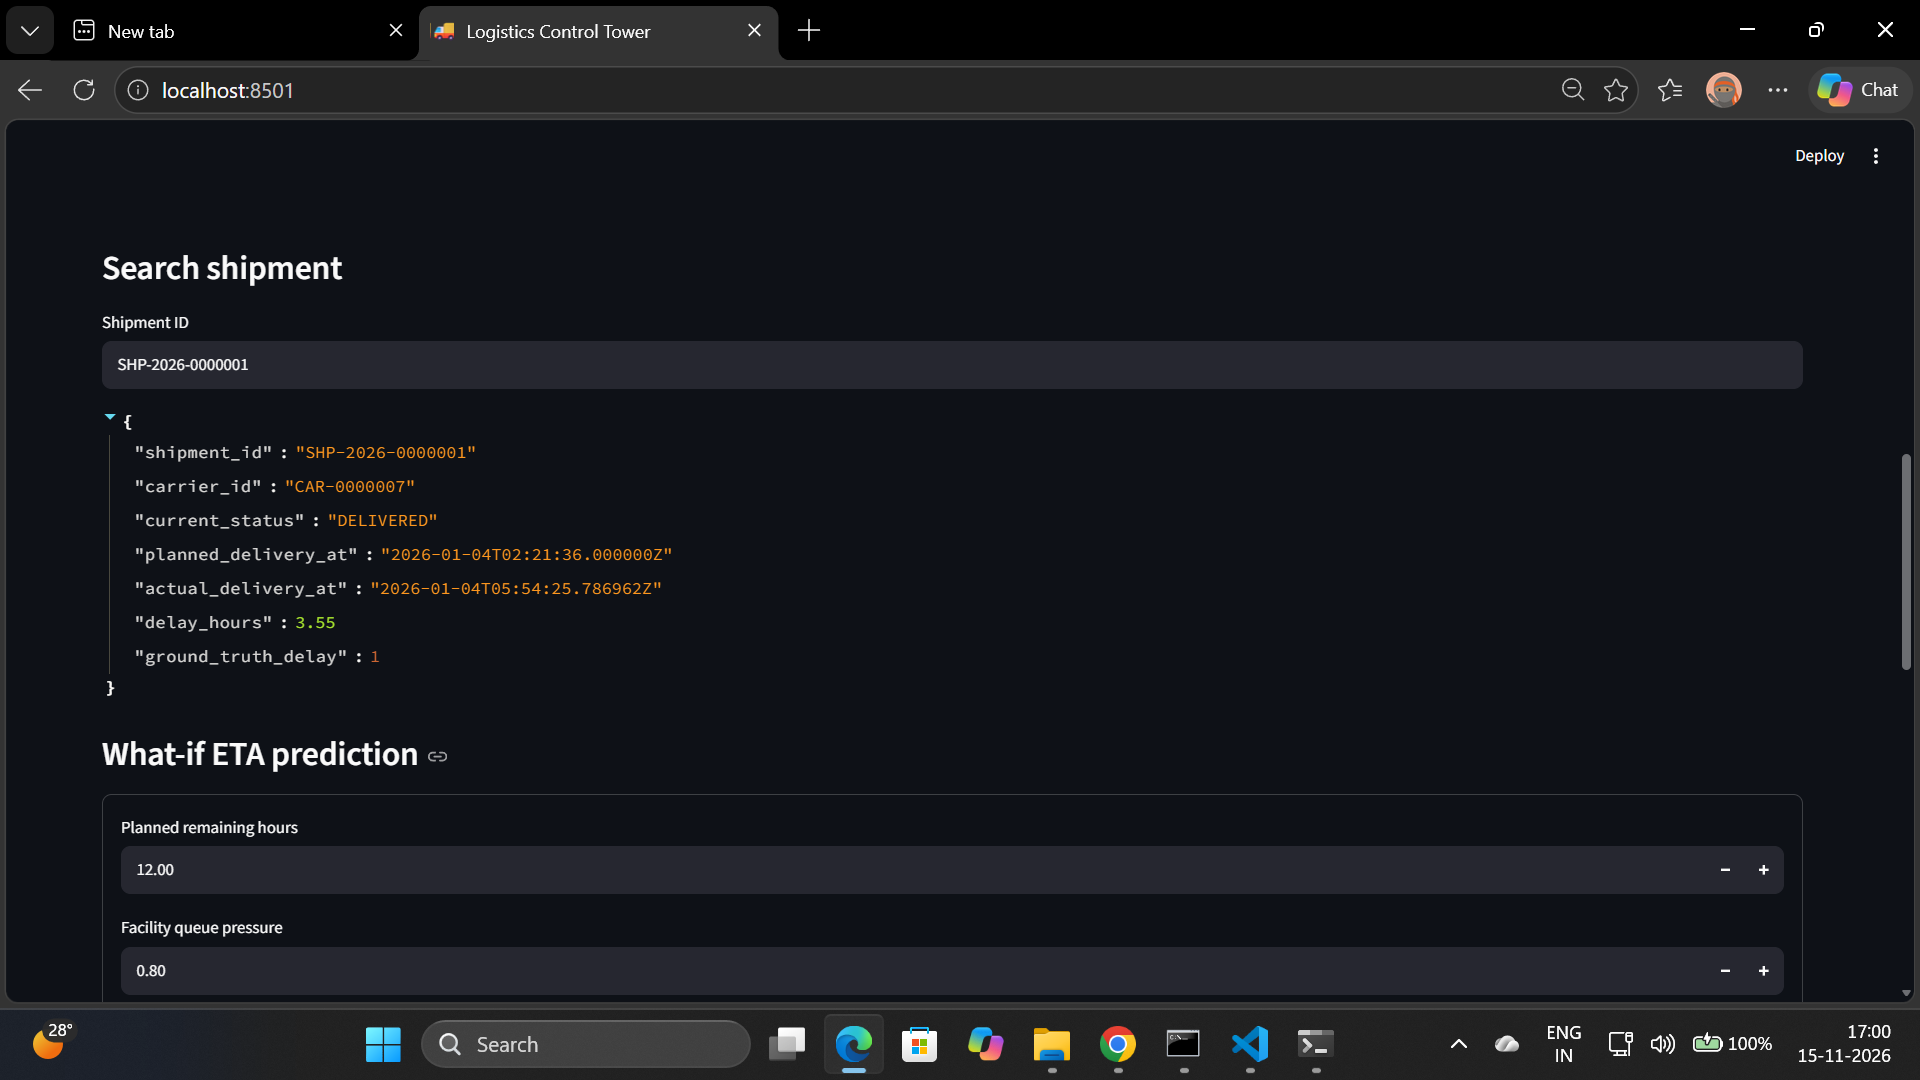 New tab
Logistics Control Tower
localhost:8501
Chat
Deploy
Search shipment
Shipment ID
SHP-2026-0000001
{
"shipment_id" : "SHP-2026-0000001"
"carrier_id" : "CAR-0000007"
"current_status" : "DELIVERED"
"planned_delivery_at" : "2026-01-04T02:21:36.000000Z"
"actual_delivery_at" : "2026-01-04T05:54:25.786962Z"
"delay_hours" : 3.55
"ground_truth_delay" : 1
}
What-if ETA prediction
Planned remaining hours
12.00
Facility queue pressure
0.80
28°
Search
ENG
IN
100%
17:00
15-11-2026